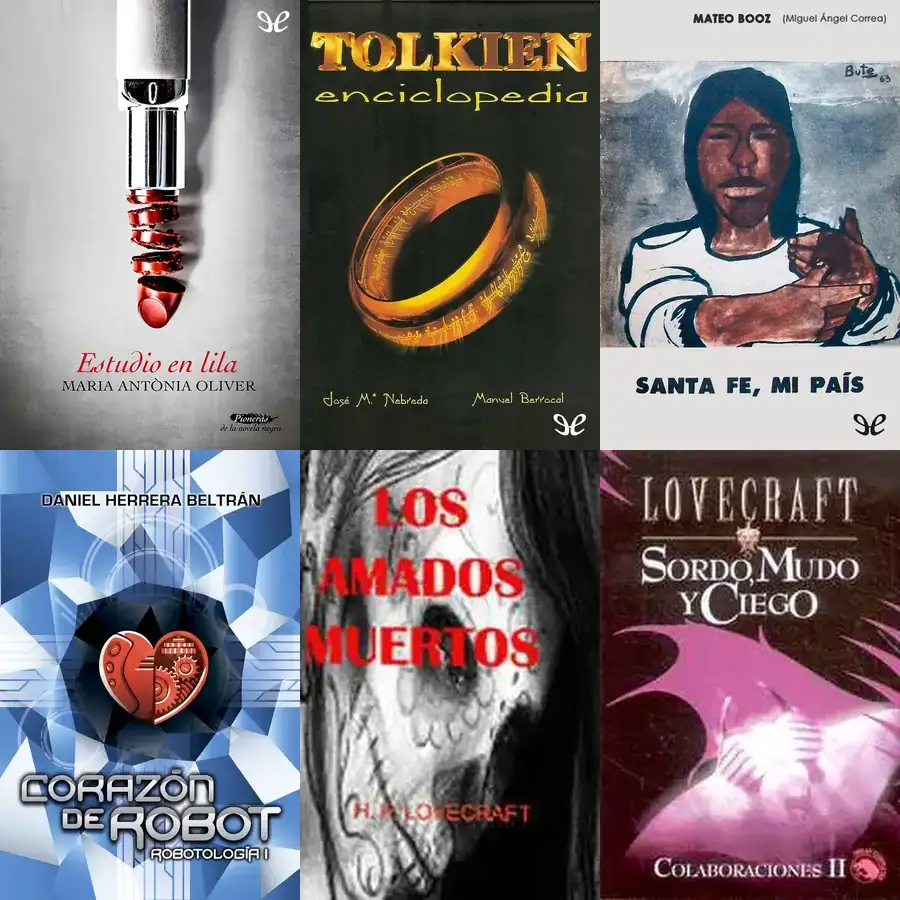 Estudio en lila
MARIA ANTÒNIA OLIVER
Pioneras
de la novela negra
TOLKIEN
enciclopedia
José M.ª Nebreda
Manuel Berrocal
MATEO BOOZ (Miguel Ángel Correa)
Bute 63
SANTA FE, MI PAÍS
DANIEL HERRERA BELTRÁN
CORAZÓN
DE ROBOT
ROBOTOLOGÍA I
LOS
AMADOS
MUERTOS
H. P. LOVECRAFT
LOVECRAFT
SORDO, MUDO
Y CIEGO
COLABORACIONES II